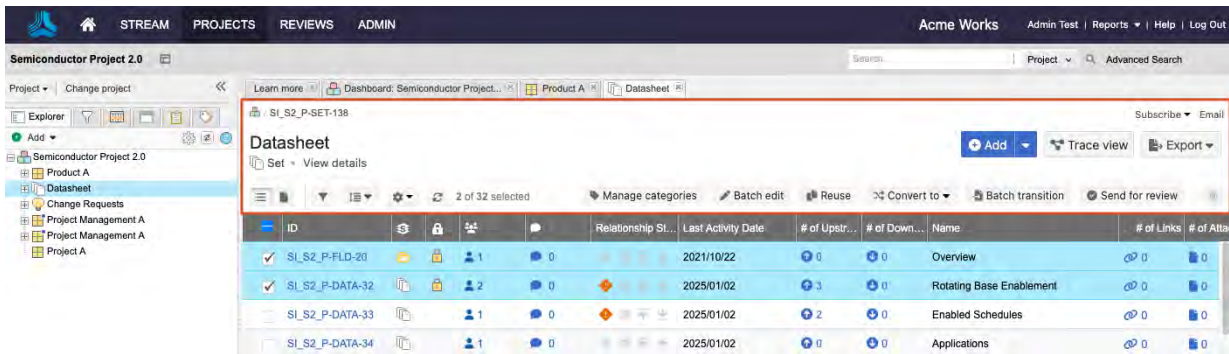 STREAM PROJECTS REVIEWS ADMIN Acme Works Admin Test | Reports | Help | Log Out
Semiconductor Project 2.0 Search Project Advanced Search
Project Change project Learn more Dashboard: Semiconductor Project... Product A Datasheet
SI_S2_P-SET-138 Subscribe Email
Explorer
Add
Datasheet Add Trace view Export
Set • View details
Semiconductor Project 2.0
Product A
Datasheet
Change Requests
Project Management A
Project Management A
Project A
2 of 32 selected Manage categories Batch edit Reuse Convert to Batch transition Send for review
ID Relationship St... Last Activity Date # of Upstr... # of Down... Name # of Links # of Atta
SI_S2_P-FLD-20 1 0 2021/10/22 0 0 Overview 0 0
SI_S2_P-DATA-32 2 0 2025/01/02 3 0 Rotating Base Enablement 0 0
SI_S2_P-DATA-33 1 0 2025/01/02 2 0 Enabled Schedules 0 0
SI_S2_P-DATA-34 1 0 2025/01/02 0 0 Applications 0 0